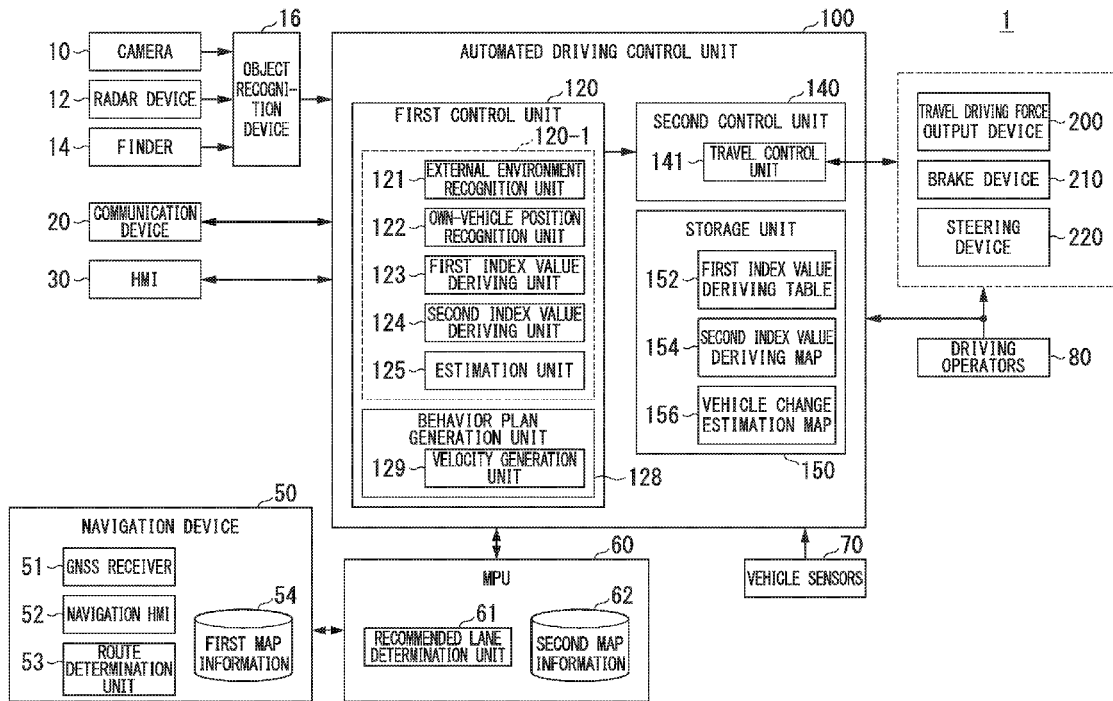 16
100
1
10
CAMERA
12
RADAR DEVICE
14
FINDER
OBJECT
RECOGNI-
TION
DEVICE
20
COMMUNICATION
DEVICE
30
HMI
AUTOMATED DRIVING CONTROL UNIT
120
FIRST CONTROL UNIT
120-1
121
EXTERNAL ENVIRONMENT
RECOGNITION UNIT
122
OWN-VEHICLE POSITION
RECOGNITION UNIT
123
FIRST INDEX VALUE
DERIVING UNIT
124
SECOND INDEX VALUE
DERIVING UNIT
125
ESTIMATION UNIT
BEHAVIOR PLAN
GENERATION UNIT
129
VELOCITY GENERATION
UNIT
128
140
SECOND CONTROL UNIT
141
TRAVEL CONTROL
UNIT
STORAGE UNIT
152
FIRST INDEX VALUE
DERIVING TABLE
154
SECOND INDEX VALUE
DERIVING MAP
156
VEHICLE CHANGE
ESTIMATION MAP
150
TRAVEL DRIVING FORCE
OUTPUT DEVICE
200
BRAKE DEVICE
210
STEERING
DEVICE
220
DRIVING
OPERATORS
80
50
NAVIGATION DEVICE
51
GNSS RECEIVER
52
NAVIGATION HMI
53
ROUTE
DETERMINATION
UNIT
54
FIRST MAP
INFORMATION
60
MPU
61
RECOMMENDED LANE
DETERMINATION UNIT
62
SECOND MAP
INFORMATION
70
VEHICLE SENSORS